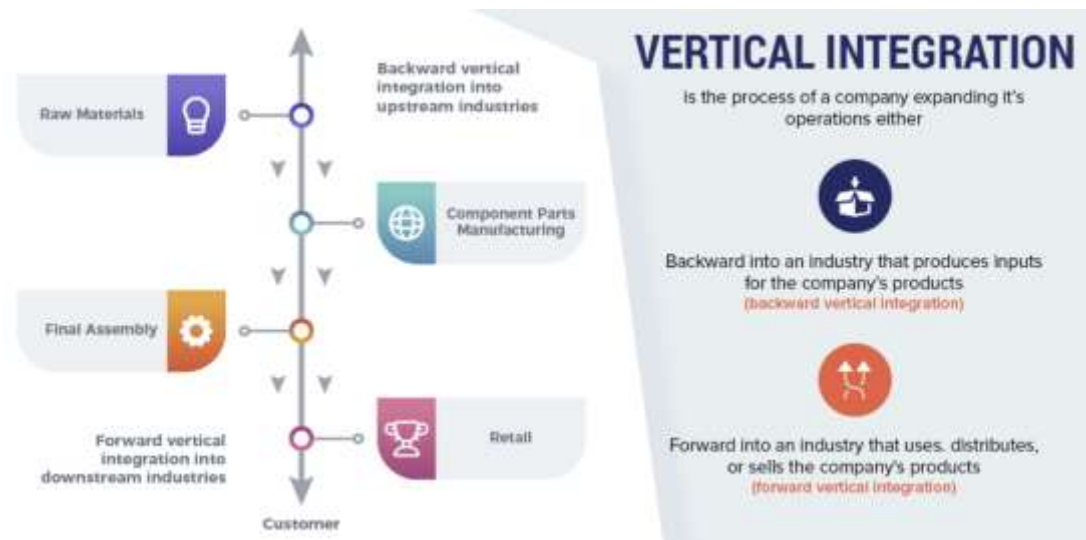 Backward vertical
integration into
upstream industries
Raw Materials
Component Parts
Manufacturing
Final Assembly
Retail
Forward vertical
integration into
downstream industries
Customer
VERTICAL INTEGRATION
is the process of a company expanding it's
operations either
Backward into an industry that produces inputs
for the company's products
(backward vertical integration)
Forward into an industry that uses, distributes,
or sells the company's products
(forward vertical integration)